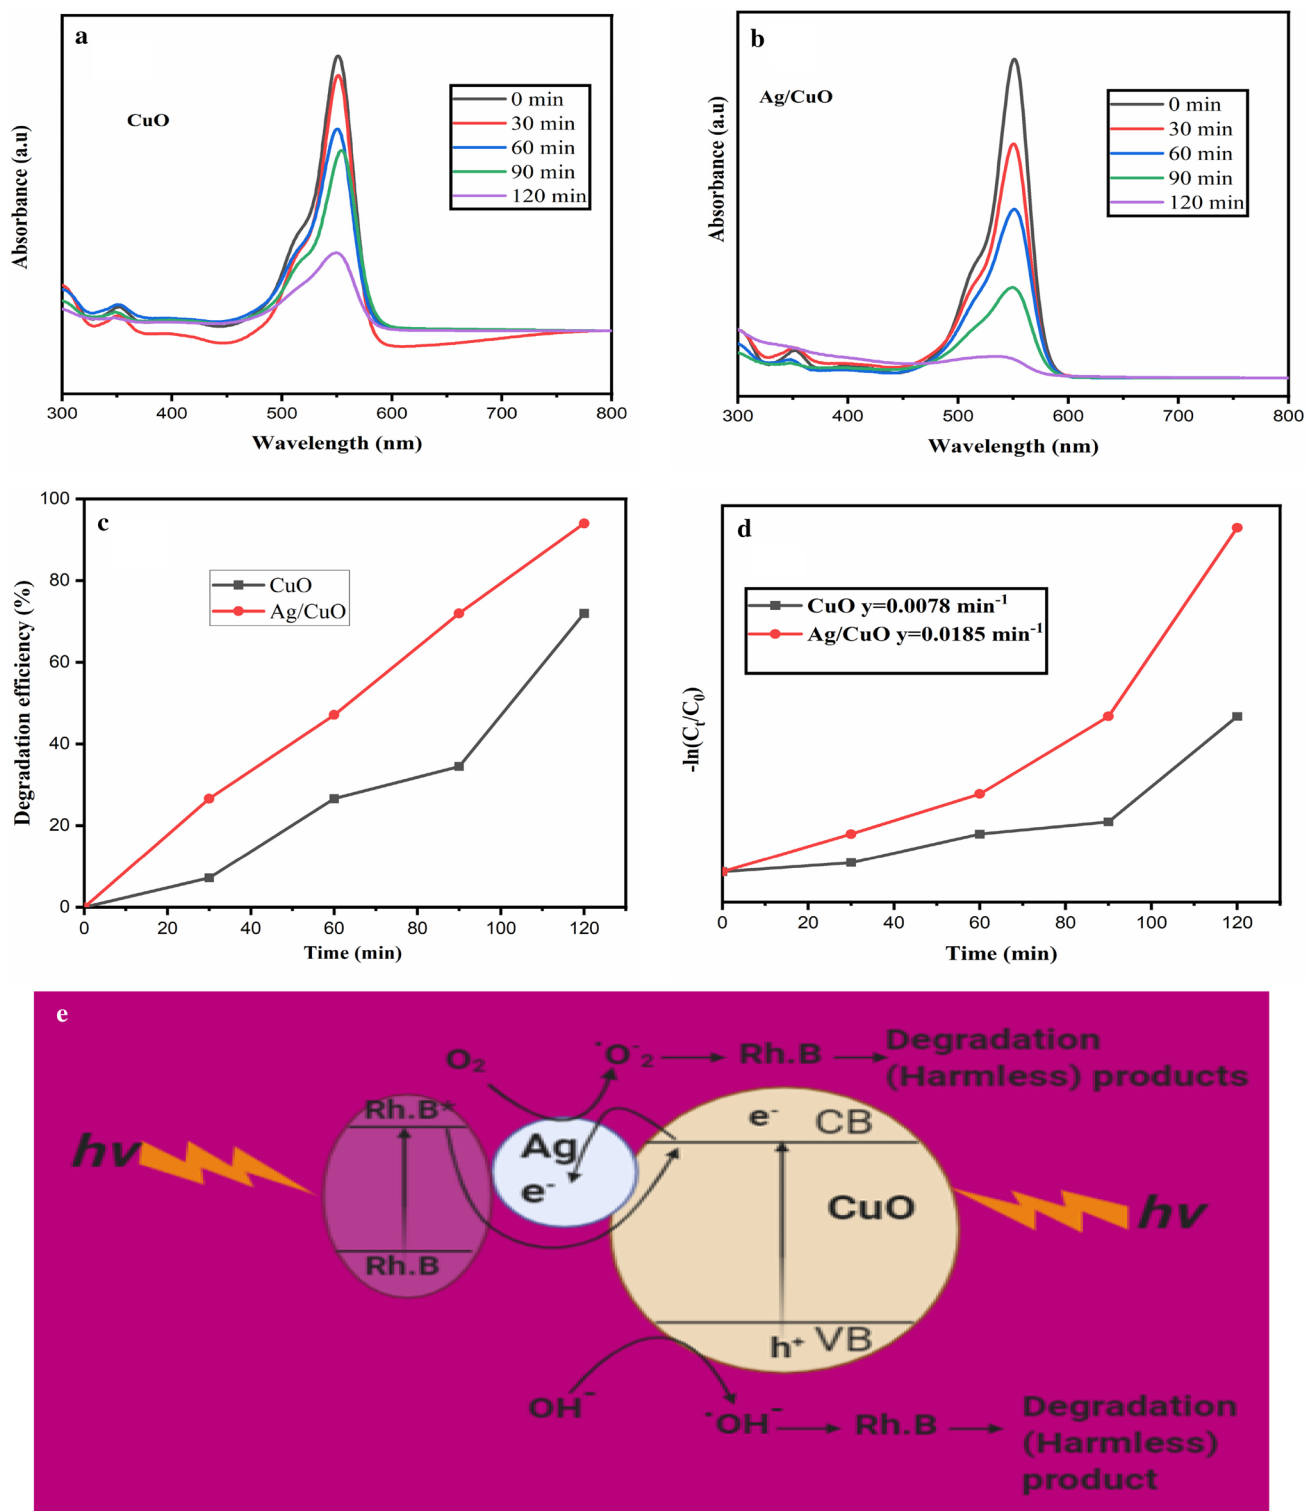 a
CuO
0 min
30 min
60 min
90 min
120 min
Absorbance (a.u)
300 400 500 600 700 800
Wavelength (nm)
b
Ag/CuO
0 min
30 min
60 min
90 min
120 min
Absorbance (a.u)
300 400 500 600 700 800
Wavelength (nm)
c
CuO
Ag/CuO
Degradation efficiency (%)
100
80
60
40
20
0
0 20 40 60 80 100 120
Time (min)
d
CuO y=0.0078 min⁻¹
Ag/CuO y=0.0185 min⁻¹
-ln(Cₜ/C₀)
0 20 40 60 80 100 120
Time (min)
e
O₂ ·O⁻₂ Rh.B Degradation
(Harmless) products
Rh.B*
e⁻ CB
hv
Ag
e⁻
CuO
hv
Rh.B
h⁺ VB
OH⁻
·OH⁻ Rh.B Degradation
(Harmless)
product